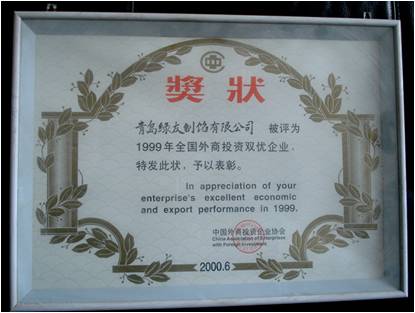 獎狀
青岛绿友制馅有限公司 被评为
1999年全国外商投资双优企业，
特发此状，予以表彰。
In appreciation of your
enterprise's excellent economic
and export performance in 1999.
中国外商投资企业协会
China Association of Enterprises
with Foreign Investment
2000.6